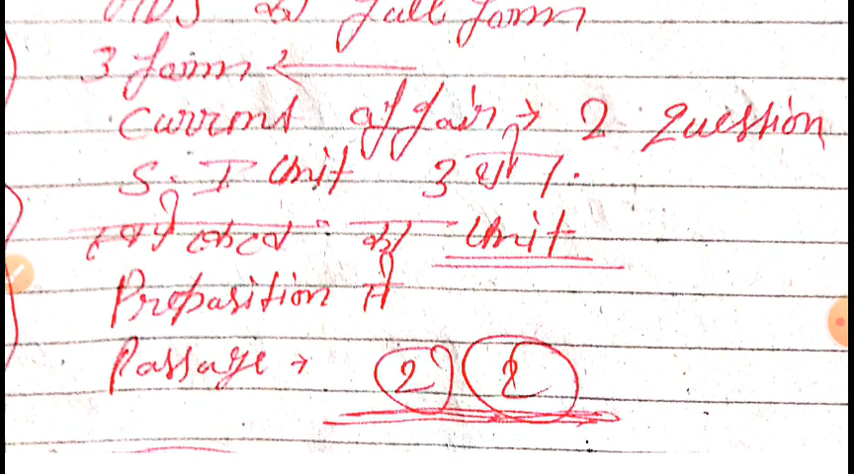 का full form
3 form
Current affair → 2 Question
S.I Unit 3 था।
का Unit
Preposition में
Passage → 2 2